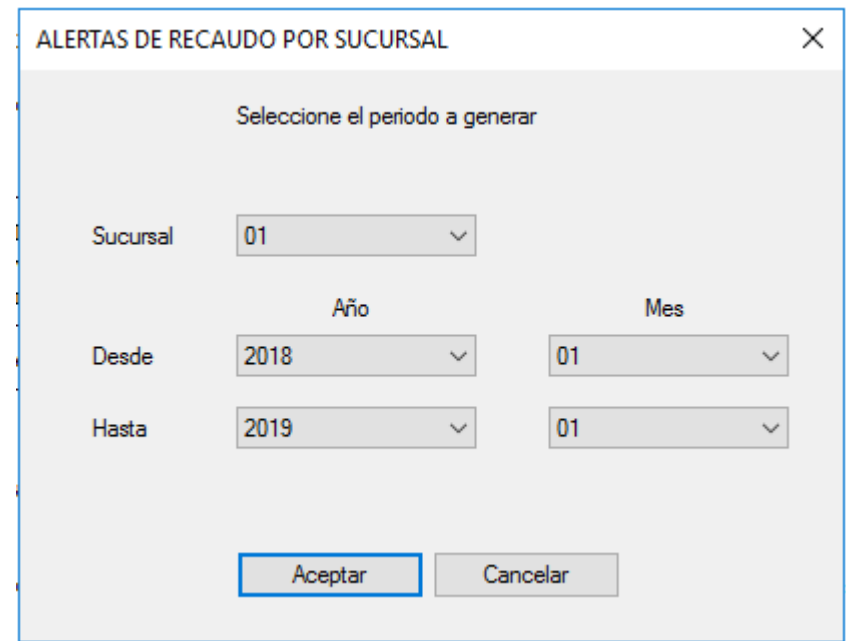 ALERTAS DE RECAUDO POR SUCURSAL
Seleccione el periodo a generar
Sucursal 01
Año Mes
Desde 2018 01
Hasta 2019 01
Aceptar Cancelar